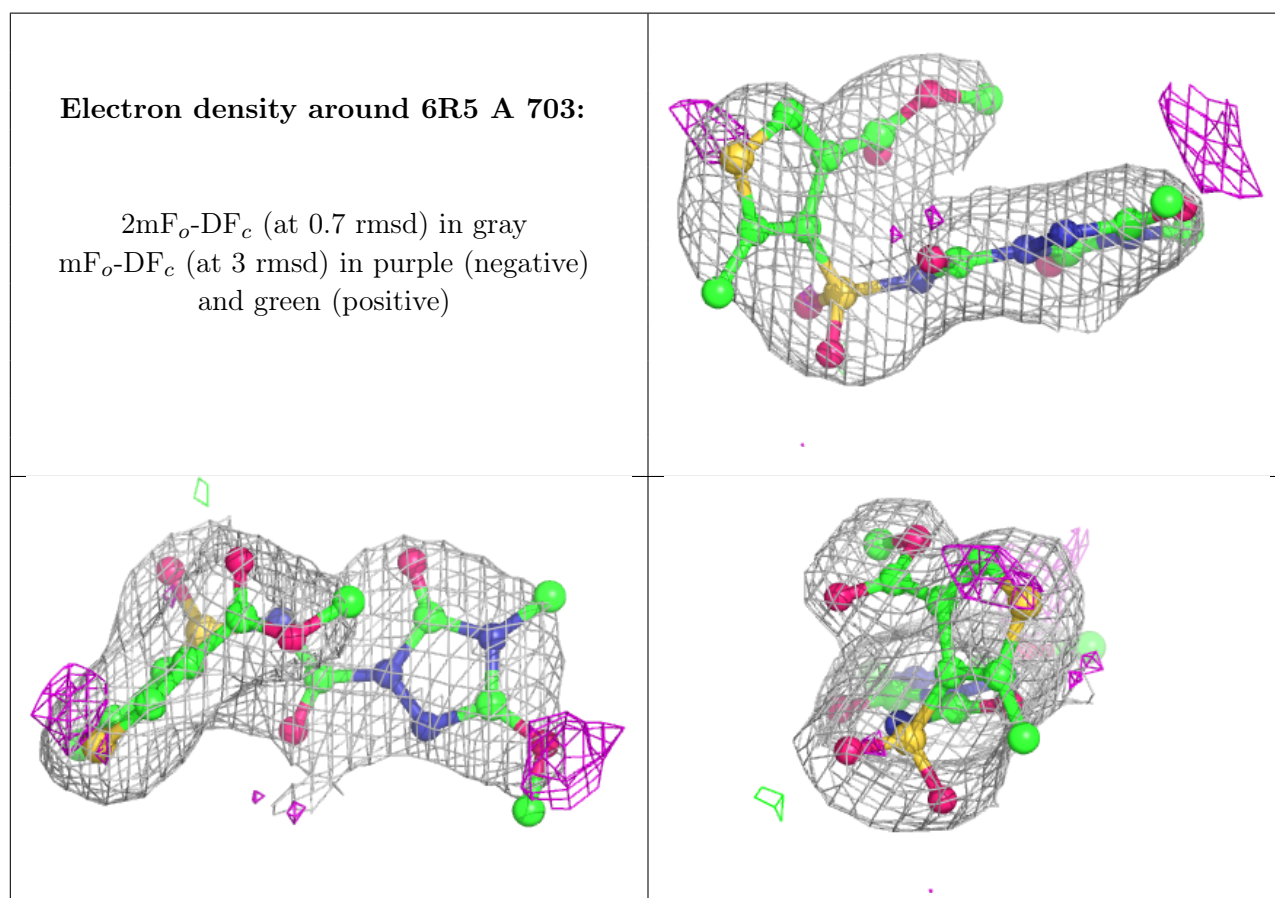 Electron density around 6R5 A 703:
2mFo-DFc (at 0.7 rmsd) in gray
mFo-DFc (at 3 rmsd) in purple (negative)
and green (positive)